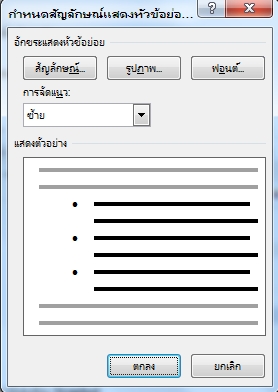 กำหนดสัญลักษณ์แสดงหัวข้อย่อ...
อักขระแสดงหัวข้อย่อย
สัญลักษณ์... รูปภาพ... ฟอนต์...
การจัดแนว:
ซ้าย
แสดงตัวอย่าง
ตกลง ยกเลิก